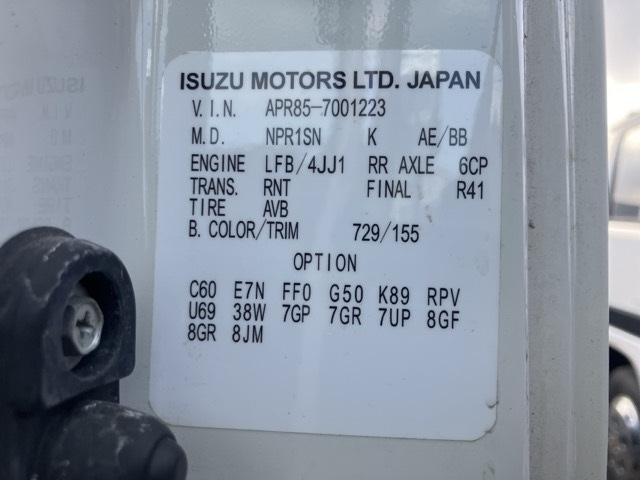 ISUZU MOTORS LTD. JAPAN
V.I.N. APR85-7001223
M.D. NPR1SN K AE/BB
ENGINE LFB/4JJ1 RR AXLE 6CP
TRANS. RNT FINAL R41
TIRE AVB
B. COLOR/TRIM 729/155
OPTION
C60 E7N FF0 G50 K89 RPV
U69 38W 7GP 7GR 7UP 8GF
8GR 8JM